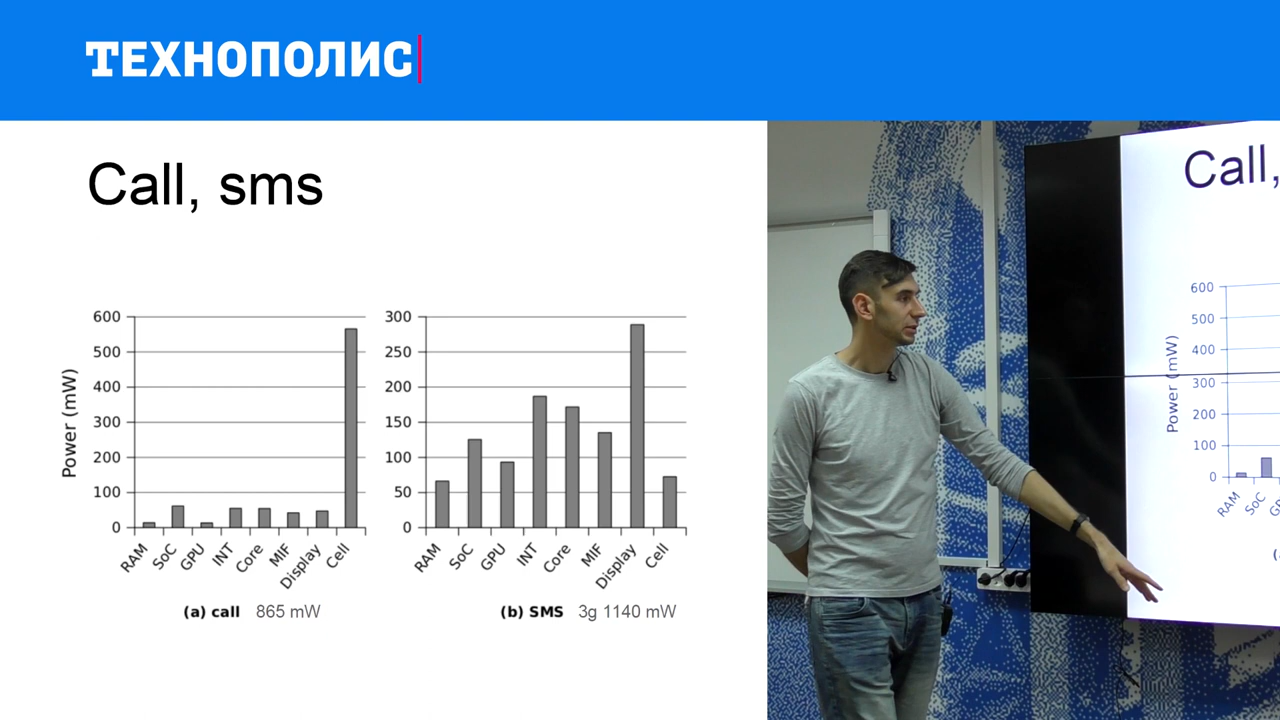 ТЕХНОПОЛИС
Call, sms
Power (mW)
600
500
400
300
200
100
0
RAM
SoC
GPU
INT
Core
MIF
Display
Cell
(a) call 865 mW
300
250
200
150
100
50
0
RAM
SoC
GPU
INT
Core
MIF
Display
Cell
(b) SMS 3g 1140 mW
Call,
Power (mW)
600
500
400
300
200
100
0
RAM
SoC